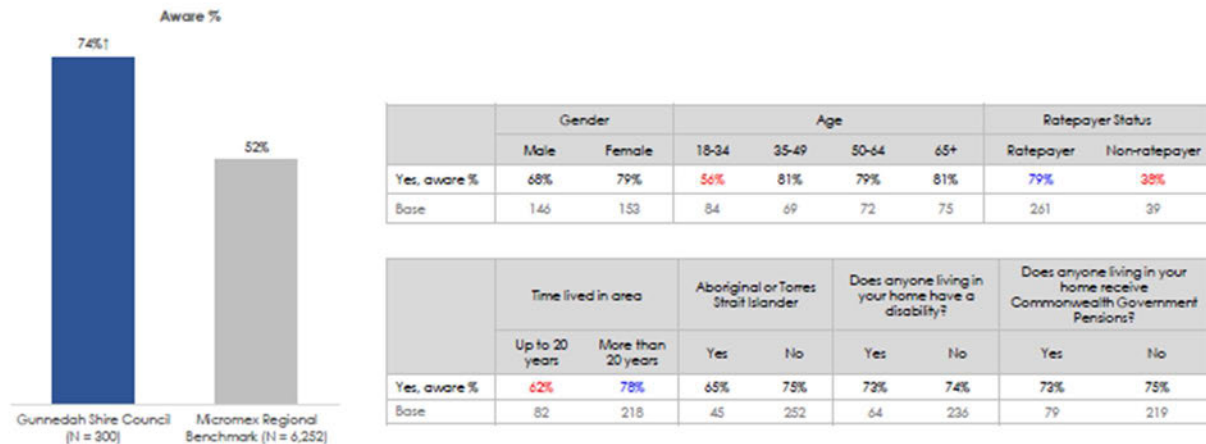 Aware %
74%↑
52%
Gunnedah Shire Council
(N = 300)
Micromex Regional
Benchmark (N = 6,252)
Gender Age Ratepayer Status
Male Female 18-34 35-49 50-64 65+ Ratepayer Non-ratepayer
Yes, aware % 68% 79% 56% 81% 79% 81% 79% 38%
Base 146 153 84 69 72 75 261 39
Time lived in area Aboriginal or Torres Strait Islander Does anyone living in your home have a disability? Does anyone living in your home receive Commonwealth Government Pensions?
Up to 20 years More than 20 years Yes No Yes No Yes No
Yes, aware % 62% 78% 65% 75% 73% 74% 73% 75%
Base 82 218 45 252 64 236 79 219